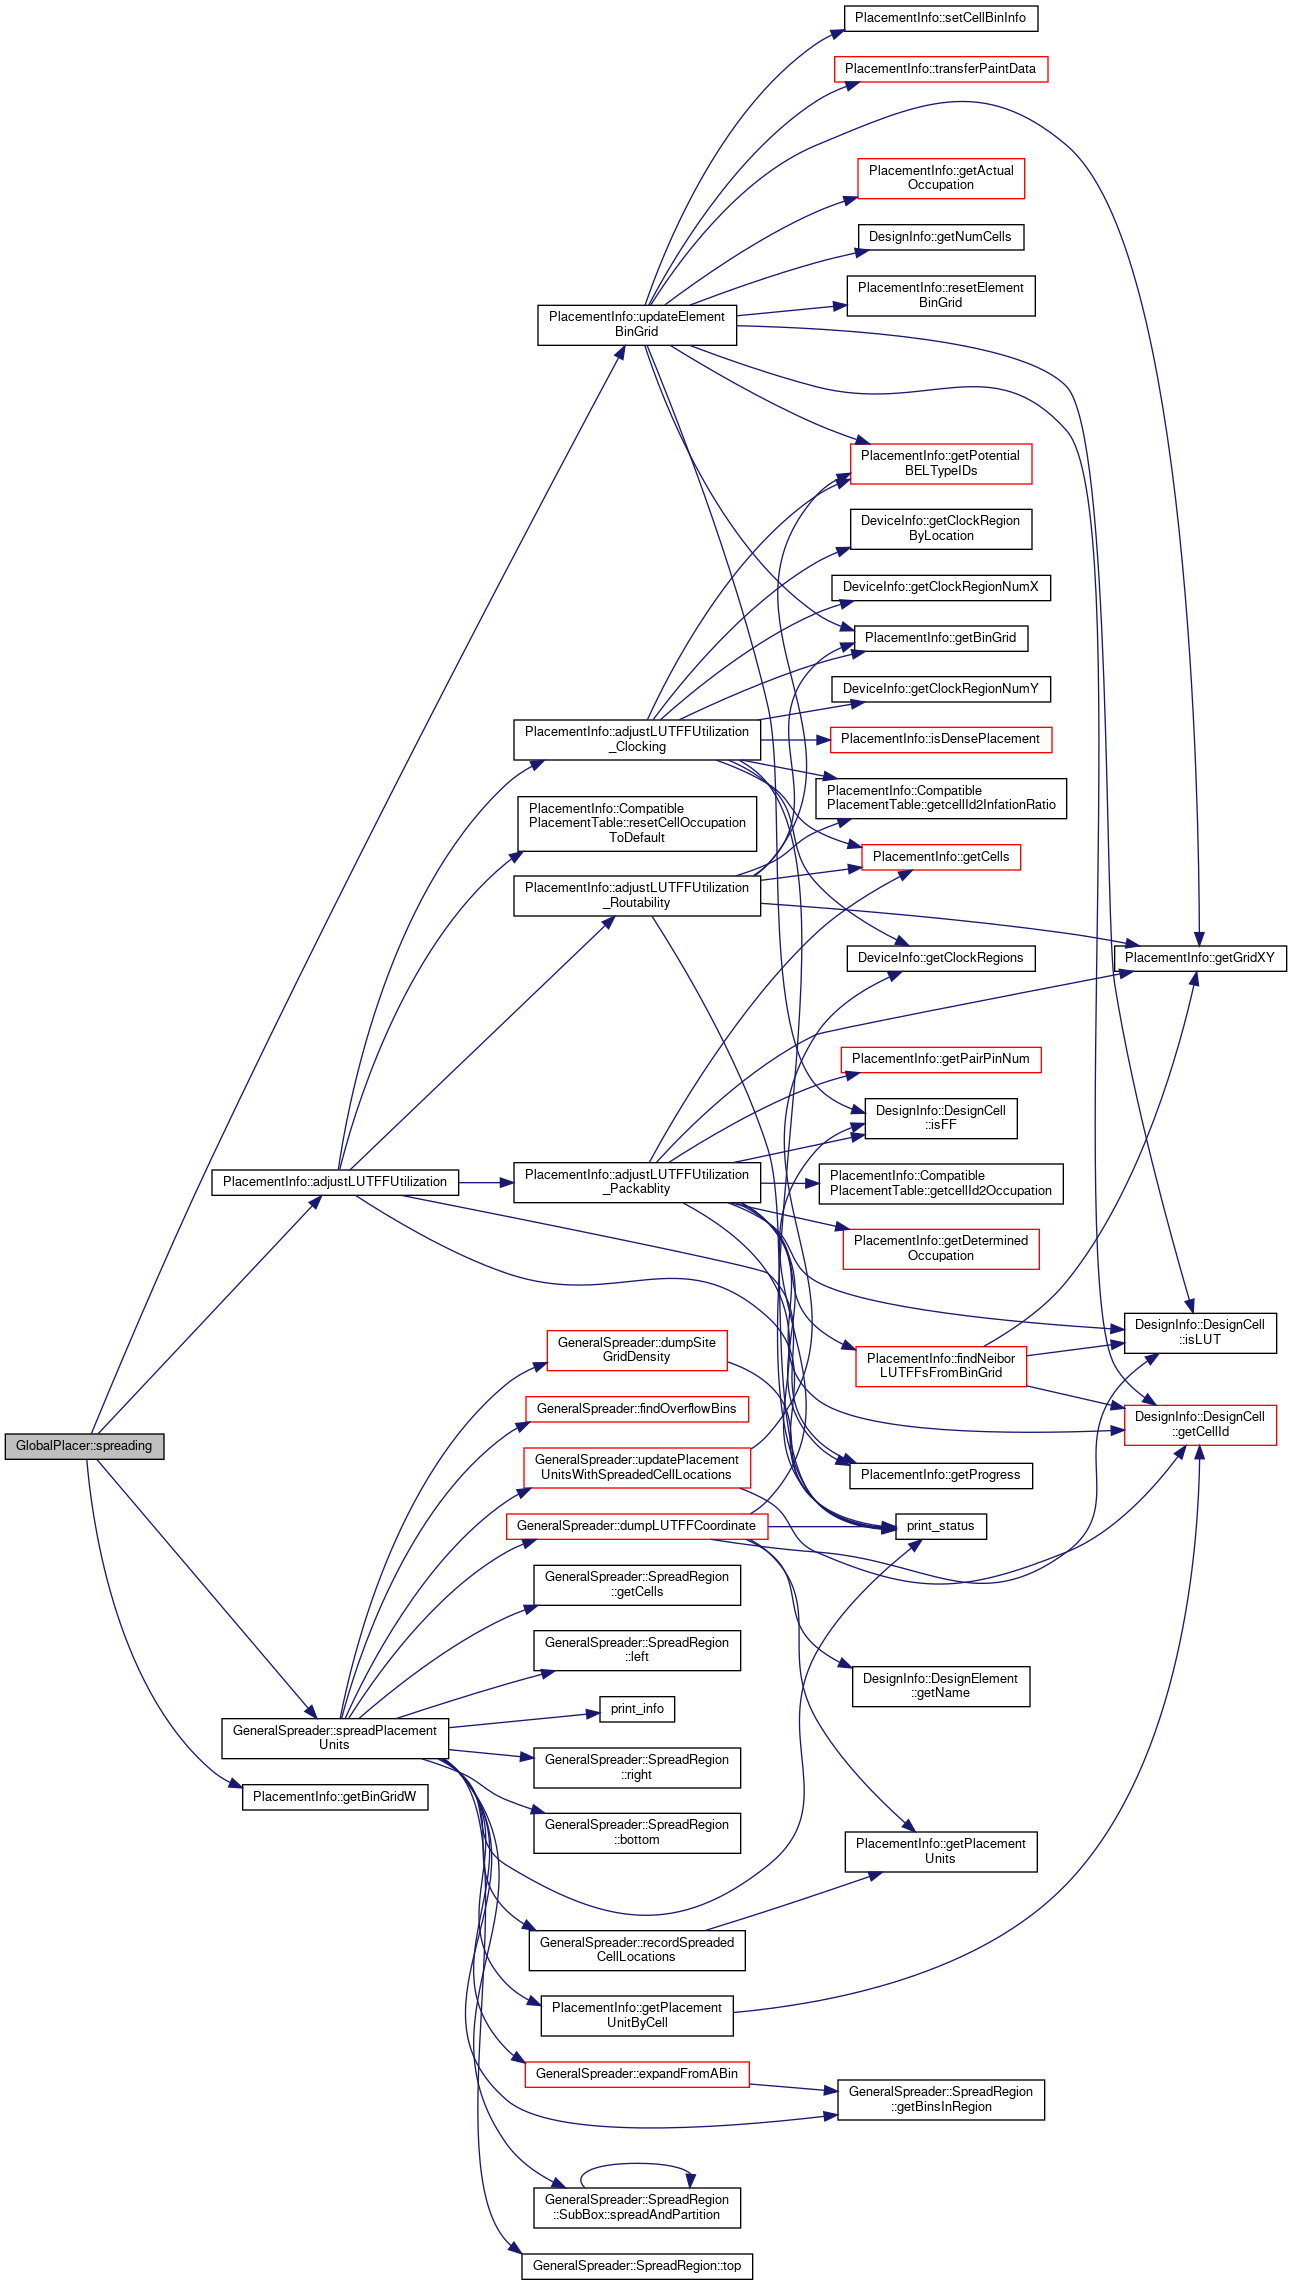 PlacementInfo::setCellBinInfo
PlacementInfo::transferPaintData
PlacementInfo::getActual
Occupation
DesignInfo::getNumCells
PlacementInfo::resetElement
BinGrid
PlacementInfo::updateElement
BinGrid
PlacementInfo::getPotential
BELTypeIDs
DeviceInfo::getClockRegion
ByLocation
DeviceInfo::getClockRegionNumX
PlacementInfo::getBinGrid
DeviceInfo::getClockRegionNumY
PlacementInfo::adjustLUTFFUtilization
_Clocking
PlacementInfo::isDensePlacement
PlacementInfo::Compatible
PlacementTable::getcellId2InfationRatio
PlacementInfo::Compatible
PlacementTable::resetCellOccupation
ToDefault
PlacementInfo::getCells
PlacementInfo::adjustLUTFFUtilization
_Routability
DeviceInfo::getClockRegions
PlacementInfo::getGridXY
PlacementInfo::getPairPinNum
DesignInfo::DesignCell
::isFF
PlacementInfo::adjustLUTFFUtilization
PlacementInfo::adjustLUTFFUtilization
_Packablity
PlacementInfo::Compatible
PlacementTable::getcellId2Occupation
PlacementInfo::getDetermined
Occupation
DesignInfo::DesignCell
::isLUT
GeneralSpreader::dumpSite
GridDensity
PlacementInfo::findNeibor
LUTFFsFromBinGrid
GeneralSpreader::findOverflowBins
DesignInfo::DesignCell
::getCellId
GlobalPlacer::spreading
GeneralSpreader::updatePlacement
UnitsWithSpreadedCellLocations
PlacementInfo::getProgress
GeneralSpreader::dumpLUTFFCoordinate
print_status
GeneralSpreader::SpreadRegion
::getCells
GeneralSpreader::SpreadRegion
::left
DesignInfo::DesignElement
::getName
print_info
GeneralSpreader::spreadPlacement
Units
GeneralSpreader::SpreadRegion
::right
PlacementInfo::getBinGridW
GeneralSpreader::SpreadRegion
::bottom
PlacementInfo::getPlacement
Units
GeneralSpreader::recordSpreaded
CellLocations
PlacementInfo::getPlacement
UnitByCell
GeneralSpreader::expandFromABin
GeneralSpreader::SpreadRegion
::getBinsInRegion
GeneralSpreader::SpreadRegion
::SubBox::spreadAndPartition
GeneralSpreader::SpreadRegion::top